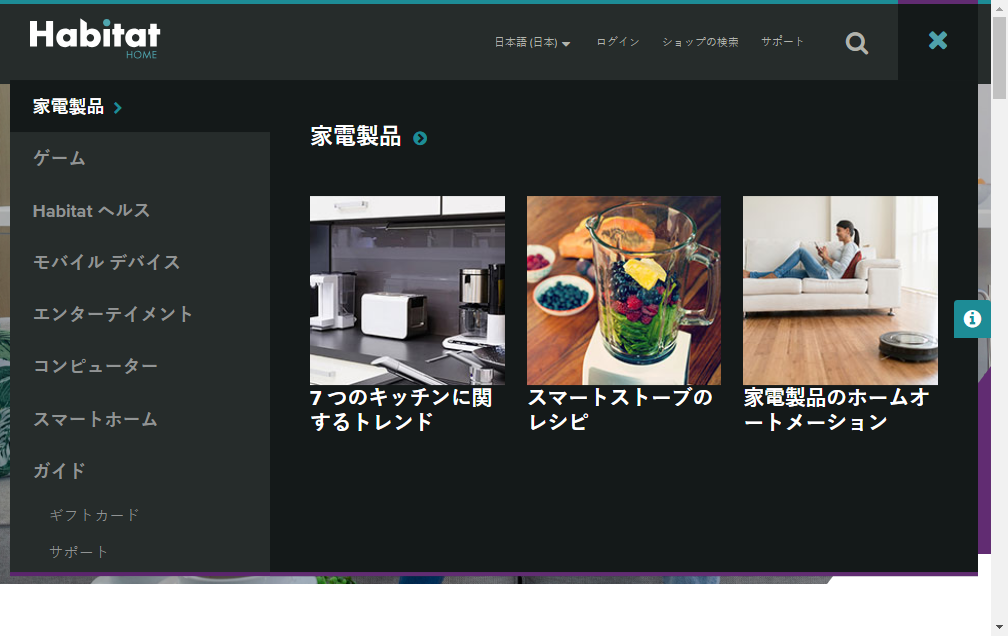 Habitat
HOME
日本語 (日本)
ログイン
ショップの検索
サポート
家電製品
ゲーム
Habitat ヘルス
モバイル デバイス
エンターテイメント
コンピューター
スマートホーム
ガイド
ギフトカード
サポート
家電製品
7 つのキッチンに関
するトレンド
スマートストーブの
レシピ
家電製品のホームオ
ートメーション